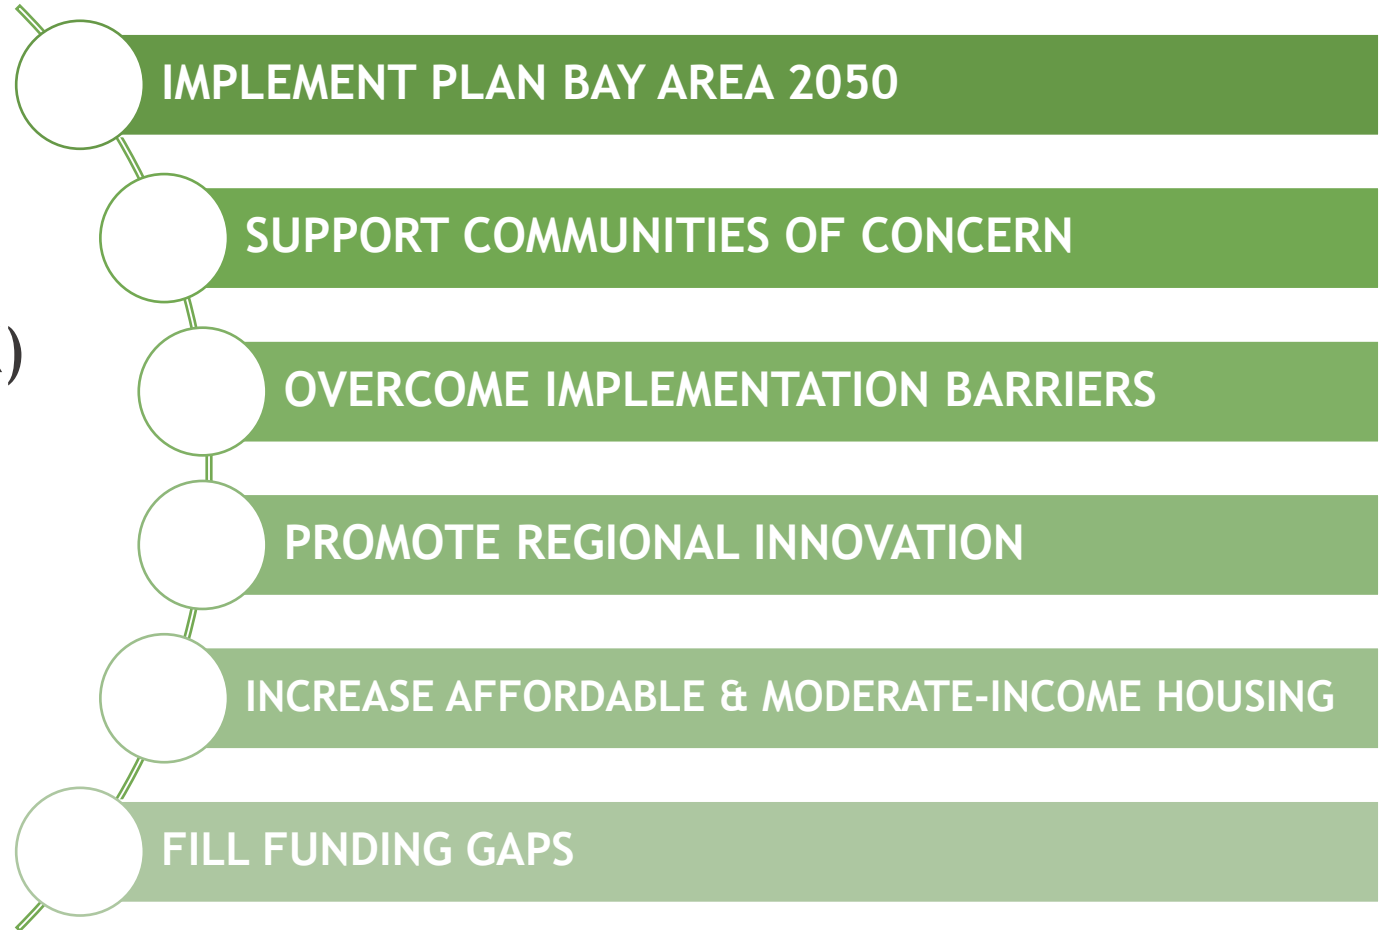 IMPLEMENT PLAN BAY AREA 2050
SUPPORT COMMUNITIES OF CONCERN
)
OVERCOME IMPLEMENTATION BARRIERS
PROMOTE REGIONAL INNOVATION
INCREASE AFFORDABLE & MODERATE-INCOME HOUSING
FILL FUNDING GAPS